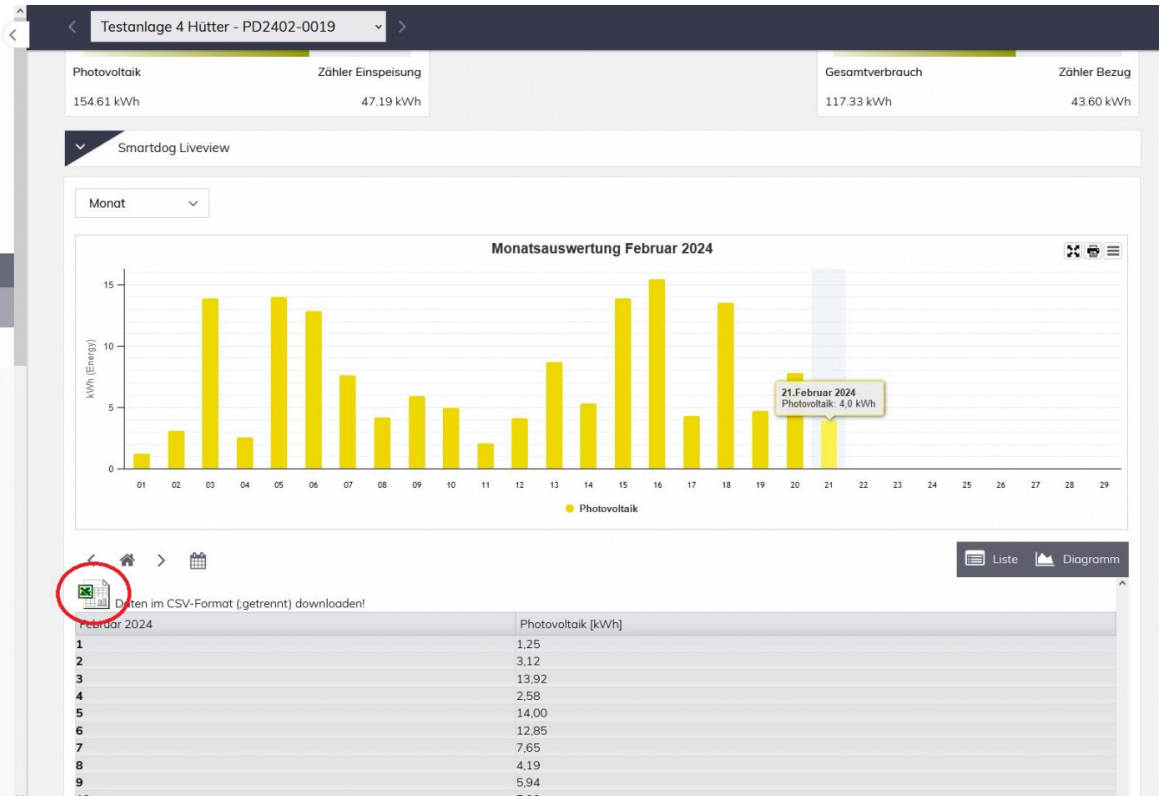 Testanlage 4 Hütter - PD2402-0019
Photovoltaik Zähler Einspeisung
154.61 kWh 47.19 kWh
Gesamtverbrauch Zähler Bezug
117.33 kWh 43.60 kWh
Smartdog Liveview
Monat
Monatsauswertung Februar 2024
kWh (Energy)
15
10
5
0
21.Februar 2024
Photovoltaik: 4,0 kWh
01 02 03 04 05 06 07 08 09 10 11 12 13 14 15 16 17 18 19 20 21 22 23 24 25 26 27 28 29
Photovoltaik
Liste Diagramm
Daten im CSV-Format (;getrennt) downloaden!
Februar 2024 Photovoltaik [kWh]
1 1,25
2 3,12
3 13,92
4 2,58
5 14,00
6 12,85
7 7,65
8 4,19
9 5,94